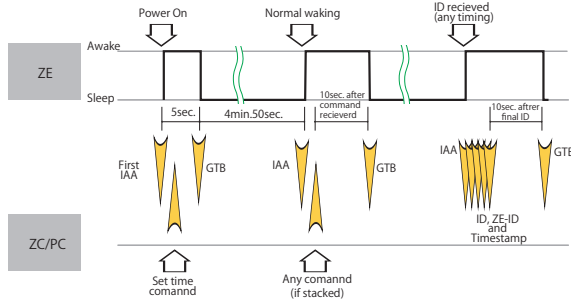 Power On
Normal waking
ID recieved
(any timing)
Awake
ZE
Sleep
5sec.
4min.50sec.
10sec. after
command
recieverd
10sec. aftrer
final ID
First
IAA
GTB
IAA
GTB
IAA
GTB
ID, ZE-ID
and
Timestamp
ZC/PC
Set time
comannd
Any comannd
(if stacked)